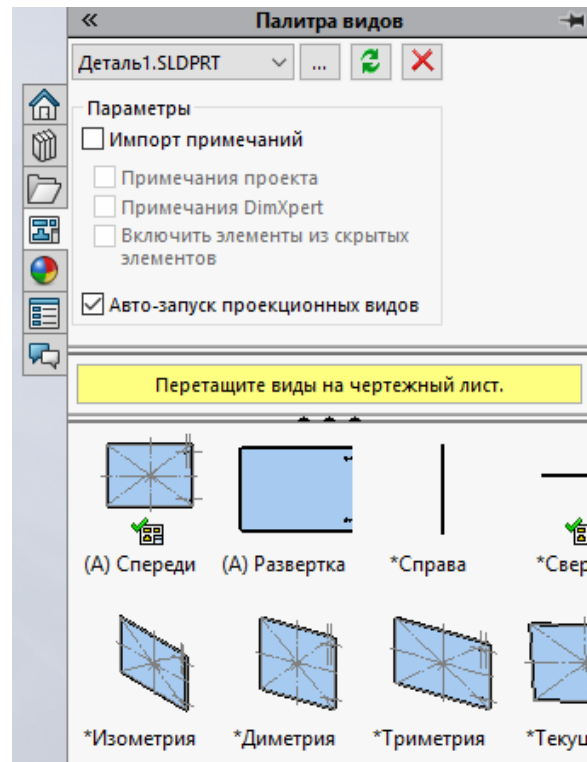 Палитра видов
Деталь1.SLDPRT
...
Параметры
Импорт примечаний
Примечания проекта
Примечания DimXpert
Включить элементы из скрытых
элементов
Авто-запуск проекционных видов
Перетащите виды на чертежный лист.
(A) Спереди (A) Развертка *Справа *Свер
*Изометрия *Диметрия *Триметрия *Текущ